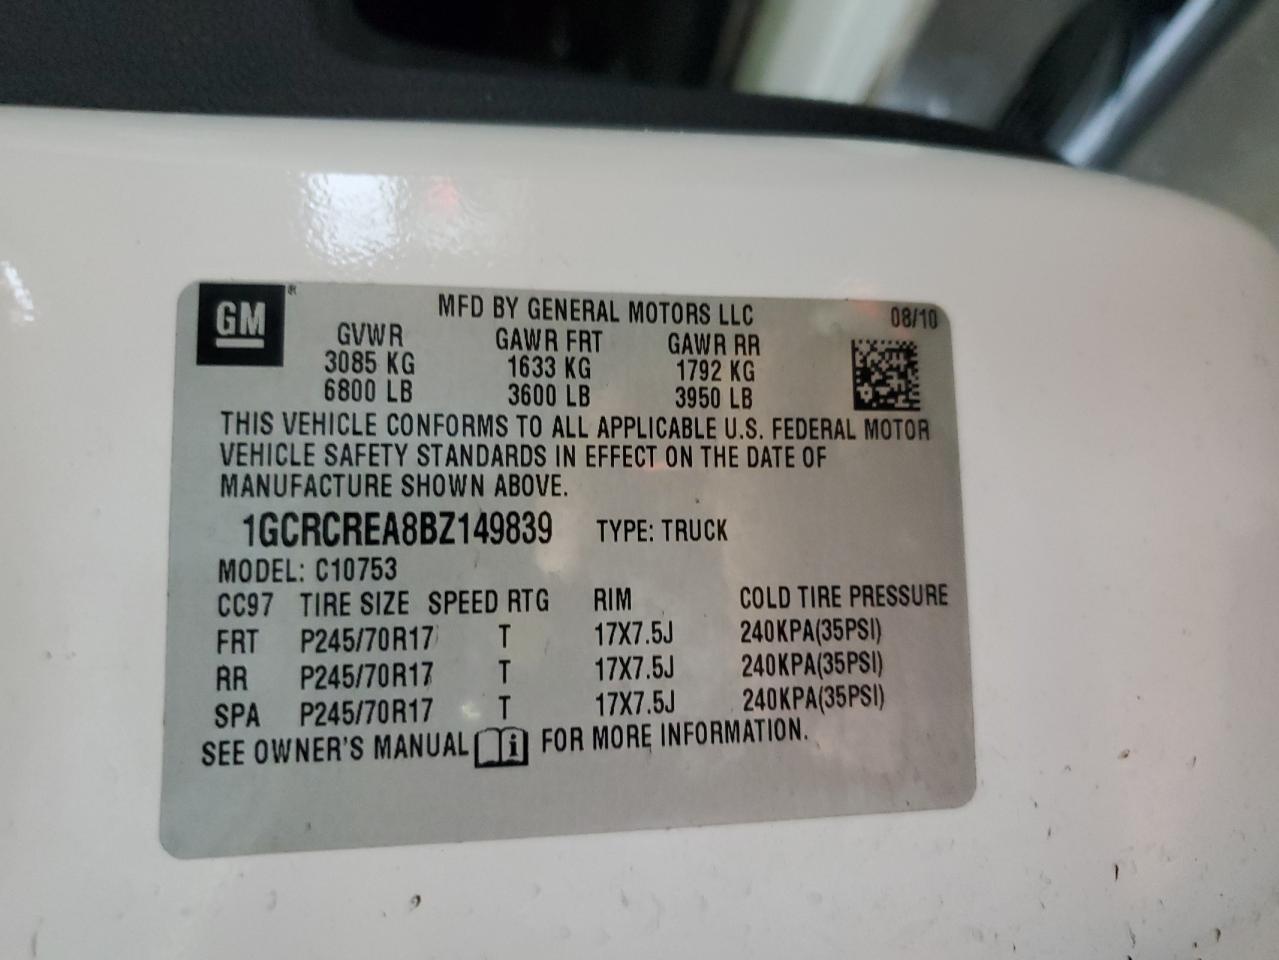 GM® MFD BY GENERAL MOTORS LLC 08/10
GVWR GAWR FRT GAWR RR
3085 KG 1633 KG 1792 KG
6800 LB 3600 LB 3950 LB
THIS VEHICLE CONFORMS TO ALL APPLICABLE U.S. FEDERAL MOTOR
VEHICLE SAFETY STANDARDS IN EFFECT ON THE DATE OF
MANUFACTURE SHOWN ABOVE.
1GCRCREA8BZ149839 TYPE: TRUCK
MODEL: C10753
CC97 TIRE SIZE SPEED RTG RIM COLD TIRE PRESSURE
FRT P245/70R17 T 17X7.5J 240KPA(35PSI)
RR P245/70R17 T 17X7.5J 240KPA(35PSI)
SPA P245/70R17 T 17X7.5J 240KPA(35PSI)
SEE OWNER'S MANUAL i FOR MORE INFORMATION.